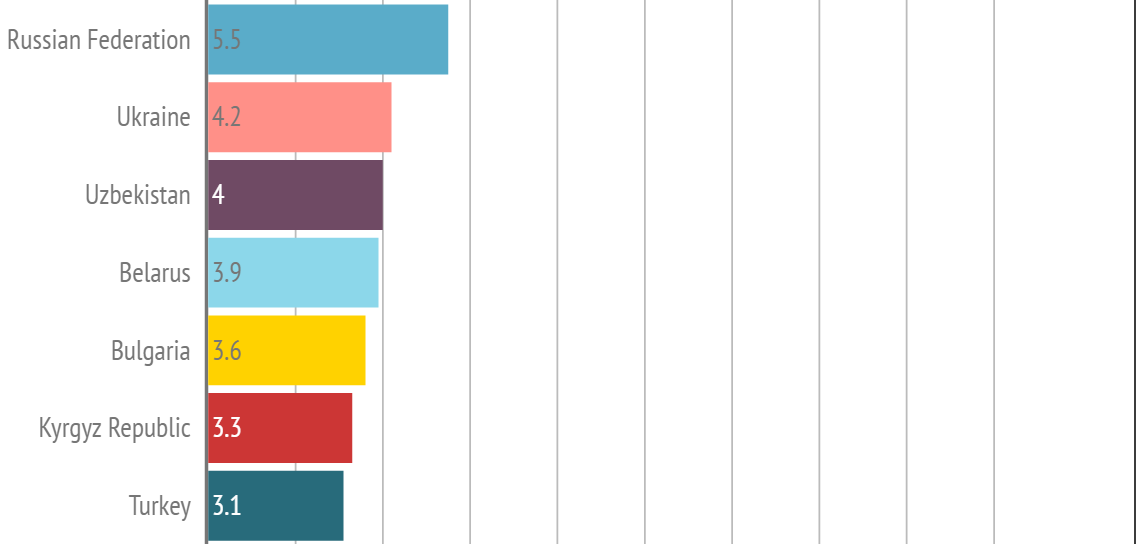 Russian Federation 5.5
Ukraine 4.2
Uzbekistan 4
Belarus 3.9
Bulgaria 3.6
Kyrgyz Republic 3.3
Turkey 3.1